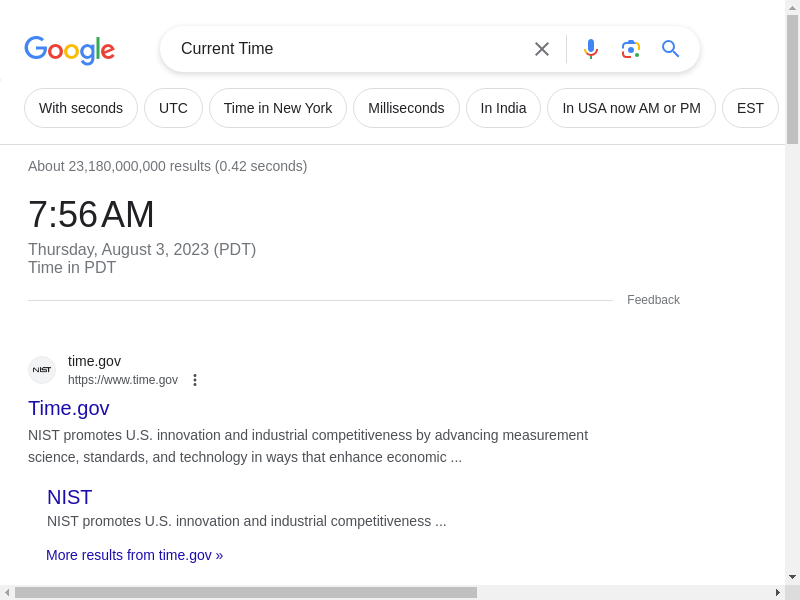 Google
Current Time
With seconds
UTC
Time in New York
Milliseconds
In India
In USA now AM or PM
EST
About 23,180,000,000 results (0.42 seconds)
7:56 AM
Thursday, August 3, 2023 (PDT)
Time in PDT
Feedback
NIST
time.gov
https://www.time.gov
Time.gov
NIST promotes U.S. innovation and industrial competitiveness by advancing measurement
science, standards, and technology in ways that enhance economic ...
NIST
NIST promotes U.S. innovation and industrial competitiveness ...
More results from time.gov »